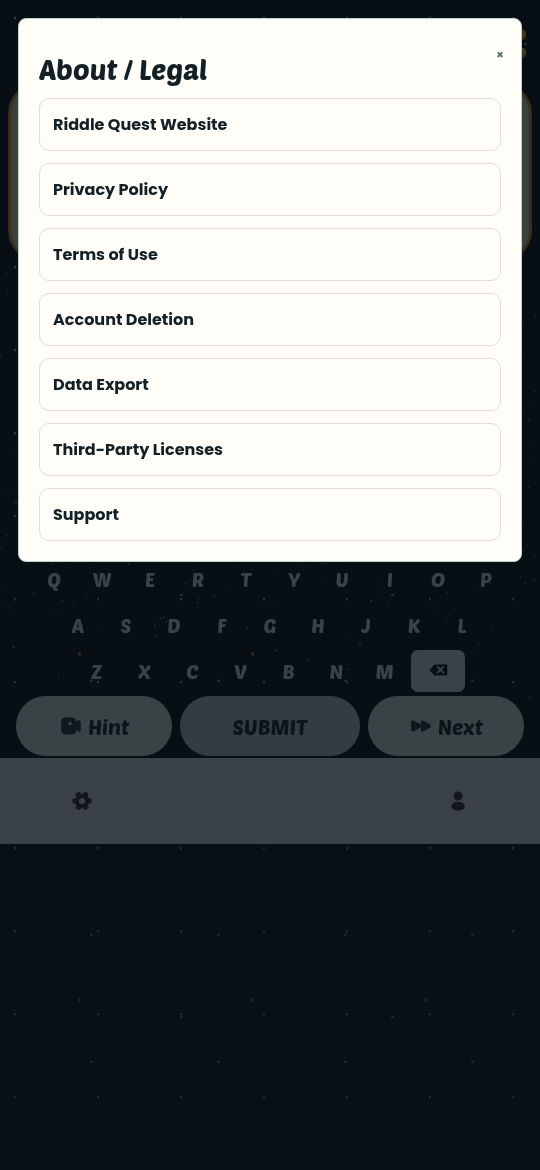 About / Legal
×
Riddle Quest Website
Privacy Policy
Terms of Use
Account Deletion
Data Export
Third-Party Licenses
Support
Q W E R T Y U I O P
A S D F G H J K L
Z X C V B N M
Hint SUBMIT Next